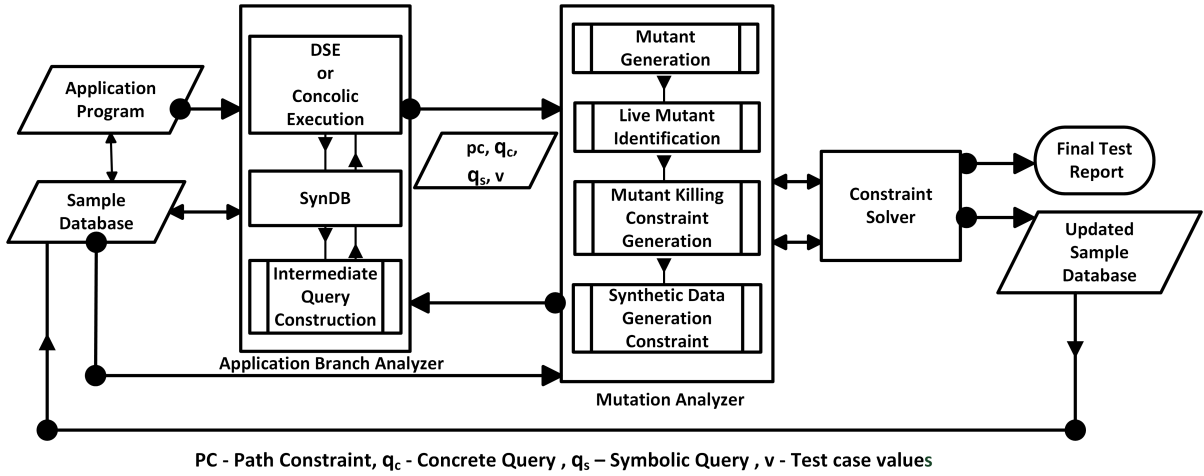 Application
Program
Sample
Database
DSE
or
Concolic
Execution
SynDB
Intermediate
Query
Construction
Application Branch Analyzer
pc, qc,
qs, v
Mutant
Generation
Live Mutant
Identification
Mutant Killing
Constraint
Generation
Synthetic Data
Generation
Constraint
Mutation Analyzer
Constraint
Solver
Final Test
Report
Updated
Sample
Database
PC - Path Constraint, qc - Concrete Query , qs – Symbolic Query , v - Test case values